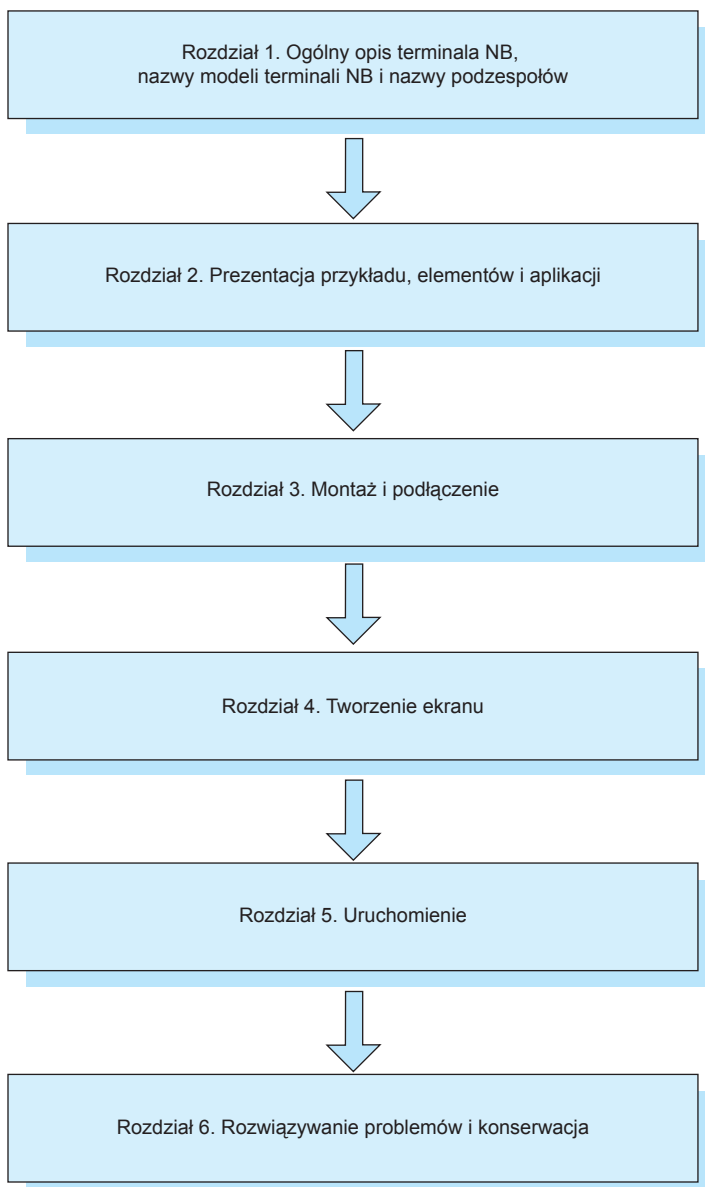 Rozdział 1. Ogólny opis terminala NB,
nazwy modeli terminali NB i nazwy podzespołów
Rozdział 2. Prezentacja przykładu, elementów i aplikacji
Rozdział 3. Montaż i podłączenie
Rozdział 4. Tworzenie ekranu
Rozdział 5. Uruchomienie
Rozdział 6. Rozwiązywanie problemów i konserwacja